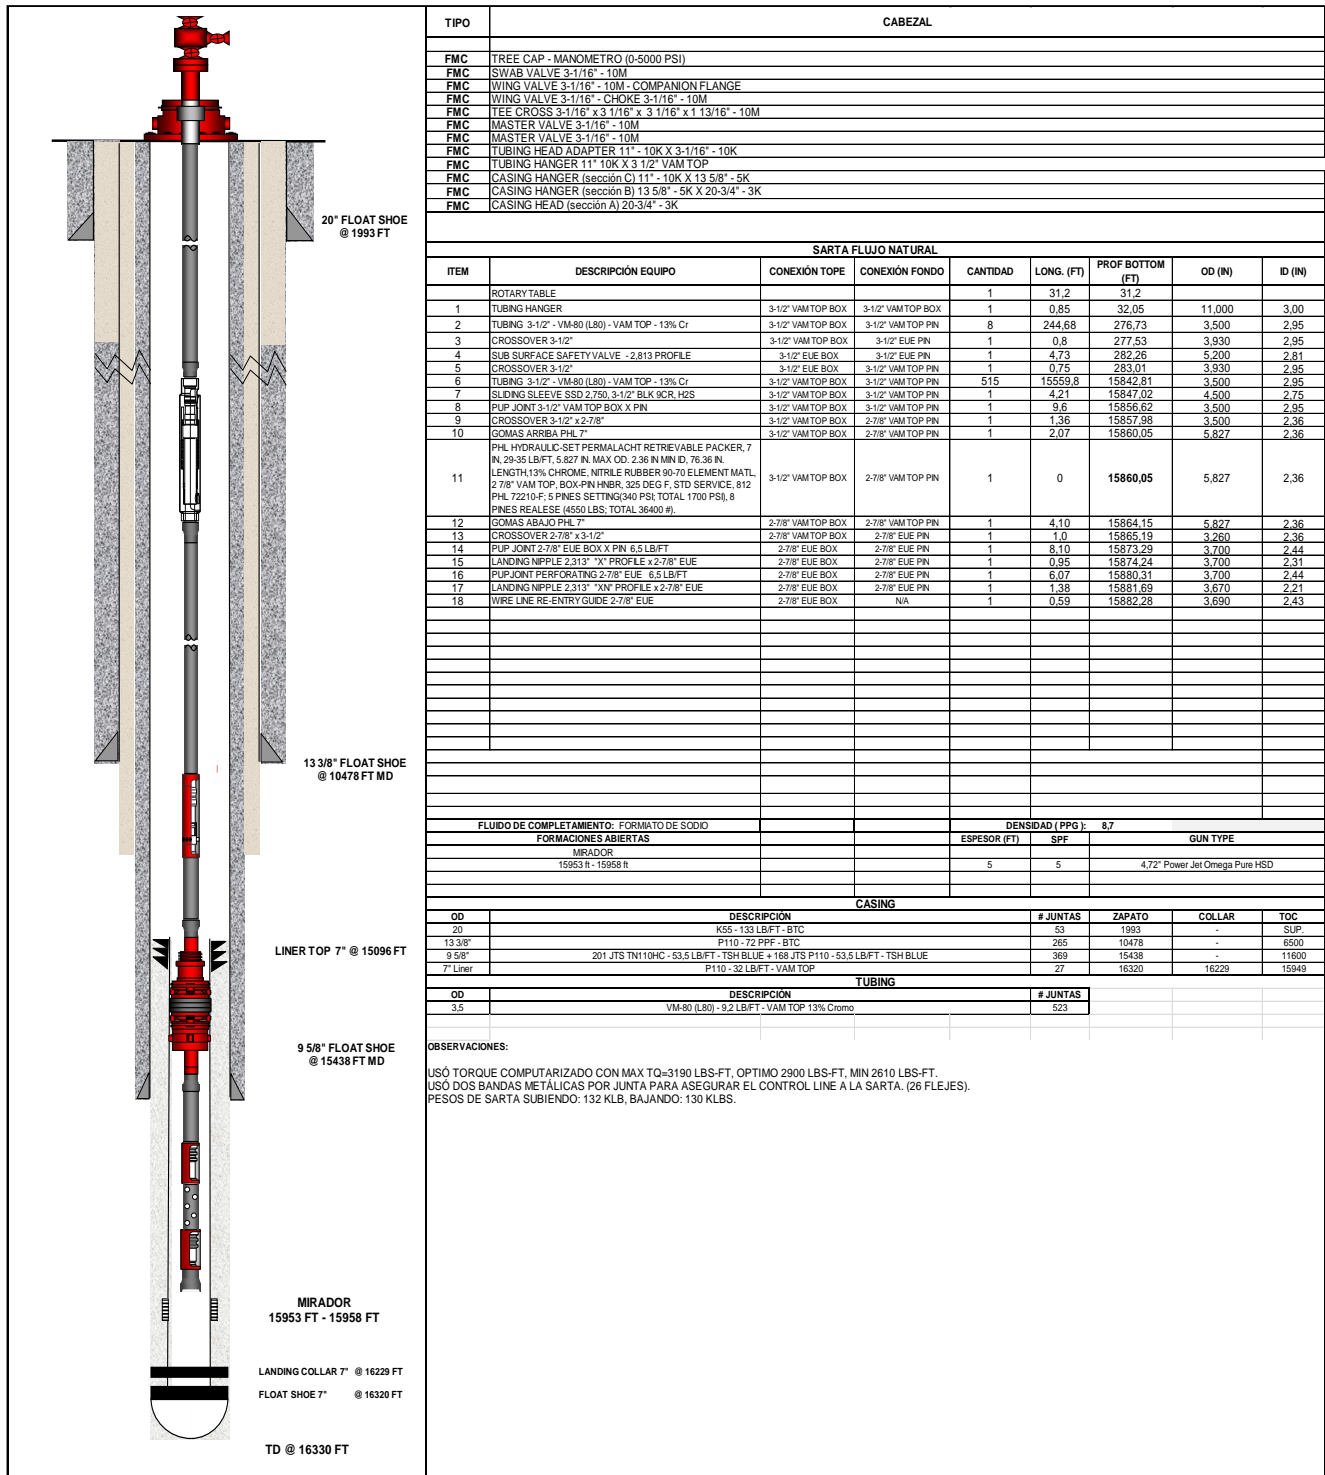 TIPO CABEZAL
FMC TREE CAP - MANOMETRO (0-5000 PSI)
FMC SWAB VALVE 3-1/16" - 10M
FMC WING VALVE 3-1/16" - 10M - COMPANION FLANGE
FMC WING VALVE 3-1/16" - CHOKE 3-1/16" - 10M
FMC TEE CROSS 3-1/16" x 3 1/16" x 3 1/16" x 1 13/16" - 10M
FMC MASTER VALVE 3-1/16" - 10M
FMC MASTER VALVE 3-1/16" - 10M
FMC TUBING HEAD ADAPTER 11" - 10K X 3-1/16" - 10K
FMC TUBING HANGER 11" 10K X 3 1/2" VAM TOP
FMC CASING HANGER (sección C) 11" - 10K X 13 5/8" - 5K
FMC CASING HANGER (sección B) 13 5/8" - 5K X 20-3/4" - 3K
FMC CASING HEAD (sección A) 20-3/4" - 3K
20" FLOAT SHOE
@ 1993 FT
SARTA FLUJO NATURAL
ITEM DESCRIPCIÓN EQUIPO CONEXIÓN TOPE CONEXIÓN FONDO CANTIDAD LONG. (FT) PROF BOTTOM (FT) OD (IN) ID (IN)
ROTARY TABLE 1 31,2 31,2
1 TUBING HANGER 3-1/2" VAM TOP BOX 3-1/2" VAM TOP BOX 1 0,85 32,05 11,000 3,00
2 TUBING 3-1/2" - VM-80 (L80) - VAM TOP - 13% Cr 3-1/2" VAM TOP BOX 3-1/2" VAM TOP PIN 8 244,68 276,73 3,500 2,95
3 CROSSOVER 3-1/2" 3-1/2" VAM TOP BOX 3-1/2" EUE PIN 1 0,8 277,53 3,930 2,95
4 SUB SURFACE SAFETY VALVE - 2,813 PROFILE 3-1/2" EUE BOX 3-1/2" EUE PIN 1 4,73 282,26 5,200 2,81
5 CROSSOVER 3-1/2" 3-1/2" EUE BOX 3-1/2" VAM TOP PIN 1 0,75 283,01 3,930 2,95
6 TUBING 3-1/2" - VM-80 (L80) - VAM TOP - 13% Cr 3-1/2" VAM TOP BOX 3-1/2" VAM TOP PIN 515 15559,8 15842,81 3,500 2,95
7 SLIDING SLEEVE SSD 2,750, 3-1/2" BLK 9CR, H2S 3-1/2" VAM TOP BOX 3-1/2" VAM TOP PIN 1 4,21 15847,02 4,500 2,75
8 PUP JOINT 3-1/2" VAM TOP BOX X PIN 3-1/2" VAM TOP BOX 3-1/2" VAM TOP PIN 1 9,6 15856,62 3,500 2,95
9 CROSSOVER 3-1/2" x 2-7/8" 3-1/2" VAM TOP BOX 2-7/8" VAM TOP PIN 1 1,36 15857,98 3,500 2,36
10 GOMAS ARRIBA PHL 7" 3-1/2" VAM TOP BOX 2-7/8" VAM TOP PIN 1 2,07 15860,05 5,827 2,36
PHL HYDRAULIC-SET PERMALACHT RETRIEVABLE PACKER, 7
IN, 29-35 LB/FT, 5.827 IN. MAX OD. 2.36 IN MIN ID, 76.36 IN.
LENGTH,13% CHROME, NITRILE RUBBER 90-70 ELEMENT MATL,
11 2 7/8" VAM TOP, BOX-PIN HNBR, 325 DEG F, STD SERVICE, 812 3-1/2" VAM TOP BOX 2-7/8" VAM TOP PIN 1 0 15860,05 5,827 2,36
PHL 72210-F; 5 PINES SETTING(340 PSI; TOTAL 1700 PSI), 8
PINES REALESE (4550 LBS; TOTAL 36400 #).
12 GOMAS ABAJO PHL 7" 2-7/8" VAM TOP BOX 2-7/8" VAM TOP PIN 1 4,10 15864,15 5,827 2,36
13 CROSSOVER 2-7/8" x 3-1/2" 2-7/8" VAM TOP BOX 2-7/8" EUE PIN 1 1,0 15865,19 3,260 2,36
14 PUP JOINT 2-7/8" EUE BOX X PIN 6,5 LB/FT 2-7/8" EUE BOX 2-7/8" EUE PIN 1 8,10 15873,29 3,700 2,44
15 LANDING NIPPLE 2,313" "X" PROFILE x 2-7/8" EUE 2-7/8" EUE BOX 2-7/8" EUE PIN 1 0,95 15874,24 3,700 2,31
16 PUPJOINT PERFORATING 2-7/8" EUE 6,5 LB/FT 2-7/8" EUE BOX 2-7/8" EUE PIN 1 6,07 15880,31 3,700 2,44
17 LANDING NIPPLE 2,313" "XN" PROFILE x 2-7/8" EUE 2-7/8" EUE BOX 2-7/8" EUE PIN 1 1,38 15881,69 3,670 2,21
18 WIRE LINE RE-ENTRY GUIDE 2-7/8" EUE 2-7/8" EUE BOX N/A 1 0,59 15882,28 3,690 2,43
13 3/8" FLOAT SHOE
@ 10478 FT MD
FLUIDO DE COMPLETAMIENTO: FORMIATO DE SODIO DENSIDAD ( PPG ): 8,7
FORMACIONES ABIERTAS ESPESOR (FT) SPF GUN TYPE
MIRADOR
15953 ft - 15958 ft 5 5 4,72" Power Jet Omega Pure HSD
CASING
OD DESCRIPCIÓN # JUNTAS ZAPATO COLLAR TOC
20 K55 - 133 LB/FT - BTC 53 1993 - SUP.
13 3/8" P110 - 72 PPF - BTC 265 10478 - 6500
9 5/8" 201 JTS TN110HC - 53,5 LB/FT - TSH BLUE + 168 JTS P110 - 53,5 LB/FT - TSH BLUE 369 15438 - 11600
7" Liner P110 - 32 LB/FT - VAM TOP 27 16320 16229 15949
LINER TOP 7" @ 15096 FT
TUBING
OD DESCRIPCIÓN # JUNTAS
3,5 VM-80 (L80) - 9,2 LB/FT - VAM TOP 13% Cromo 523
9 5/8" FLOAT SHOE
@ 15438 FT MD
OBSERVACIONES:
USÓ TORQUE COMPUTARIZADO CON MAX TQ=3190 LBS-FT, OPTIMO 2900 LBS-FT, MIN 2610 LBS-FT.
USÓ DOS BANDAS METÁLICAS POR JUNTA PARA ASEGURAR EL CONTROL LINE A LA SARTA. (26 FLEJES).
PESOS DE SARTA SUBIENDO: 132 KLB, BAJANDO: 130 KLBS.
MIRADOR
15953 FT - 15958 FT
LANDING COLLAR 7" @ 16229 FT
FLOAT SHOE 7" @ 16320 FT
TD @ 16330 FT